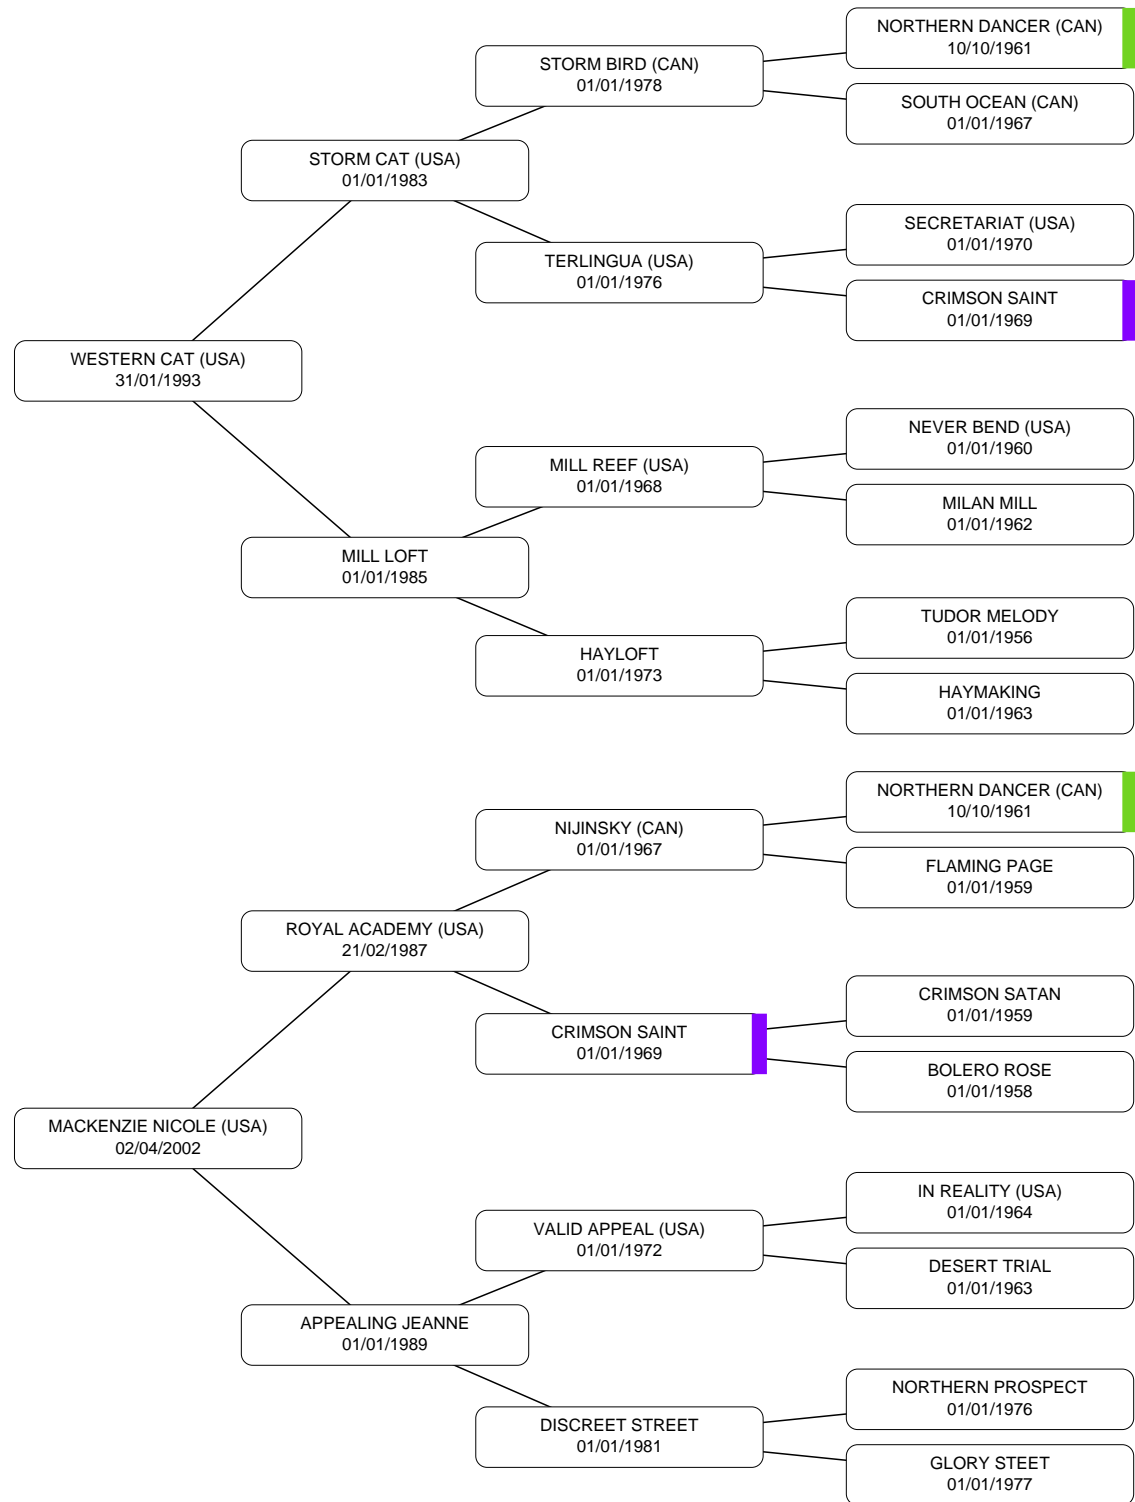 NORTHERN DANCER (CAN)
10/10/1961
STORM BIRD (CAN)
01/01/1978
SOUTH OCEAN (CAN)
01/01/1967
STORM CAT (USA)
01/01/1983
SECRETARIAT (USA)
01/01/1970
TERLINGUA (USA)
01/01/1976
CRIMSON SAINT
01/01/1969
WESTERN CAT (USA)
31/01/1993
NEVER BEND (USA)
01/01/1960
MILL REEF (USA)
01/01/1968
MILAN MILL
01/01/1962
MILL LOFT
01/01/1985
TUDOR MELODY
01/01/1956
HAYLOFT
01/01/1973
HAYMAKING
01/01/1963
NORTHERN DANCER (CAN)
10/10/1961
NIJINSKY (CAN)
01/01/1967
FLAMING PAGE
01/01/1959
ROYAL ACADEMY (USA)
21/02/1987
CRIMSON SATAN
01/01/1959
CRIMSON SAINT
01/01/1969
BOLERO ROSE
01/01/1958
MACKENZIE NICOLE (USA)
02/04/2002
IN REALITY (USA)
01/01/1964
VALID APPEAL (USA)
01/01/1972
DESERT TRIAL
01/01/1963
APPEALING JEANNE
01/01/1989
NORTHERN PROSPECT
01/01/1976
DISCREET STREET
01/01/1981
GLORY STEET
01/01/1977